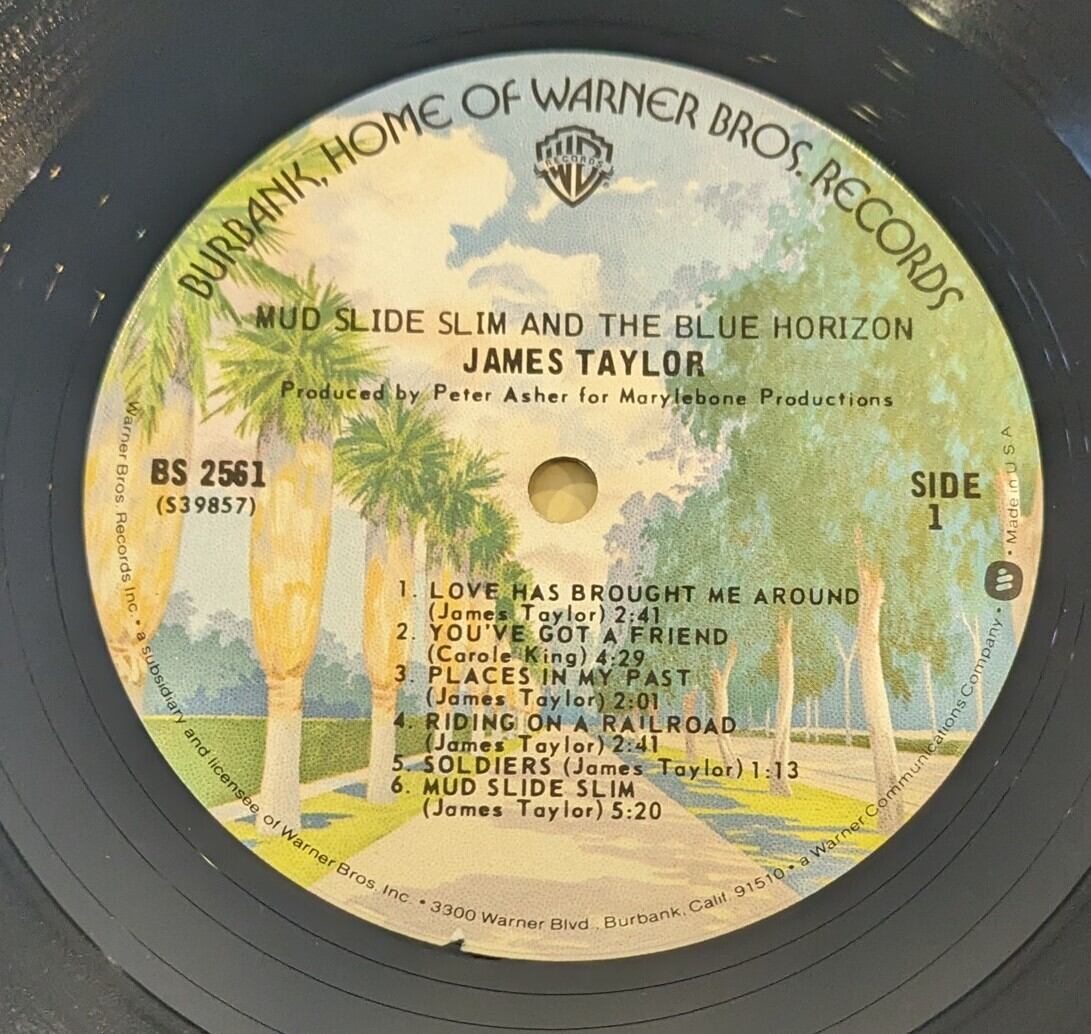 BURBANK, HOME OF WARNER BROS. RECORDS
W B
RECORDS
MUD SLIDE SLIM AND THE BLUE HORIZON
JAMES TAYLOR
Produced by Peter Asher for Marylebone Productions
BS 2561
(S39857)
SIDE
1
1. LOVE HAS BROUGHT ME AROUND
(James Taylor) 2:41
2. YOU'VE GOT A FRIEND
(Carole King) 4:29
3. PLACES IN MY PAST
(James Taylor) 2:01
4. RIDING ON A RAILROAD
(James Taylor) 2:41
5. SOLDIERS (James Taylor) 1:13
6. MUD SLIDE SLIM
(James Taylor) 5:20
Warner Bros. Records Inc. • a subsidiary and licensee of Warner Bros. Inc. • 3300 Warner Blvd., Burbank, Calif. 91510 • a Warner Communications Company • Made in U S A